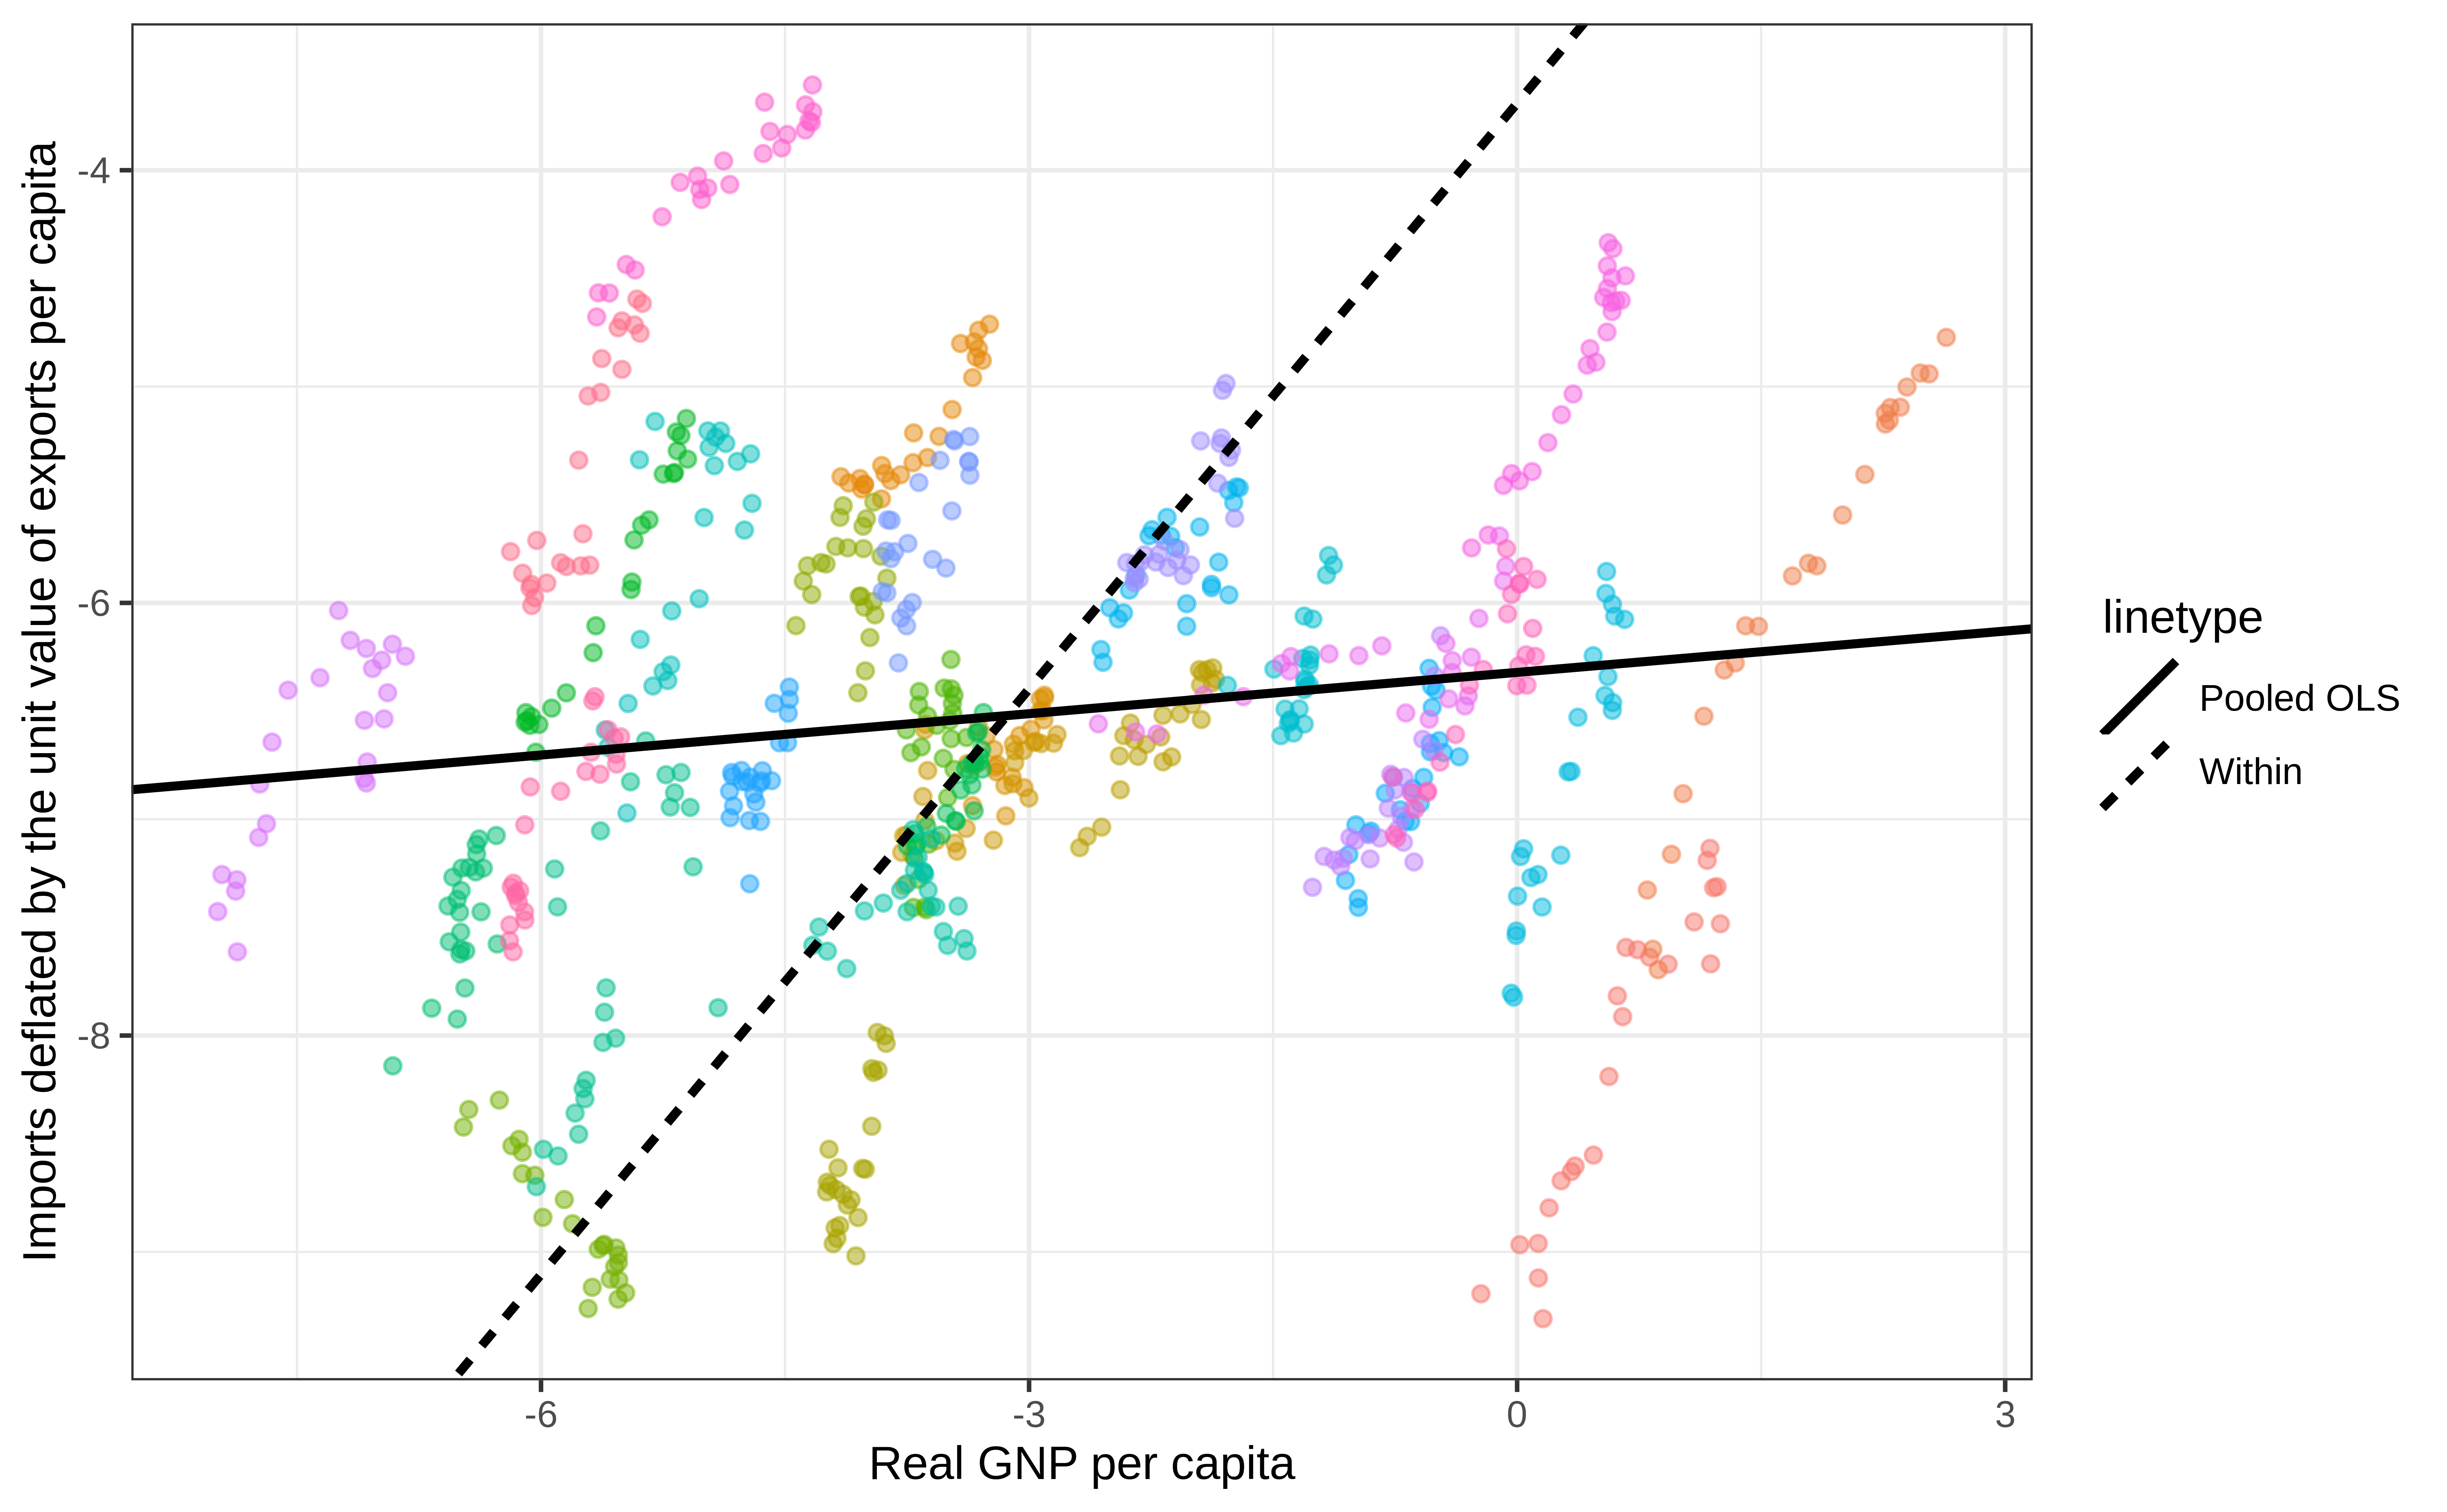 Imports deflated by the unit value of exports per capita
-4
-6
-8
-6
-3
0
3
Real GNP per capita
linetype
Pooled OLS
Within